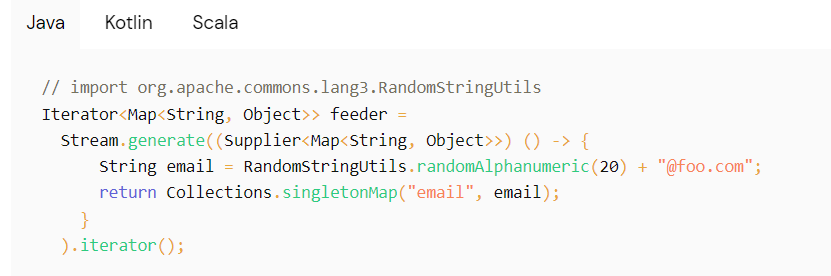 Java Kotlin Scala
// import org.apache.commons.lang3.RandomStringUtils
Iterator<Map<String, Object>> feeder =
  Stream.generate((Supplier<Map<String, Object>>) () -> {
      String email = RandomStringUtils.randomAlphanumeric(20) + "@foo.com";
      return Collections.singletonMap("email", email);
    }
  ).iterator();